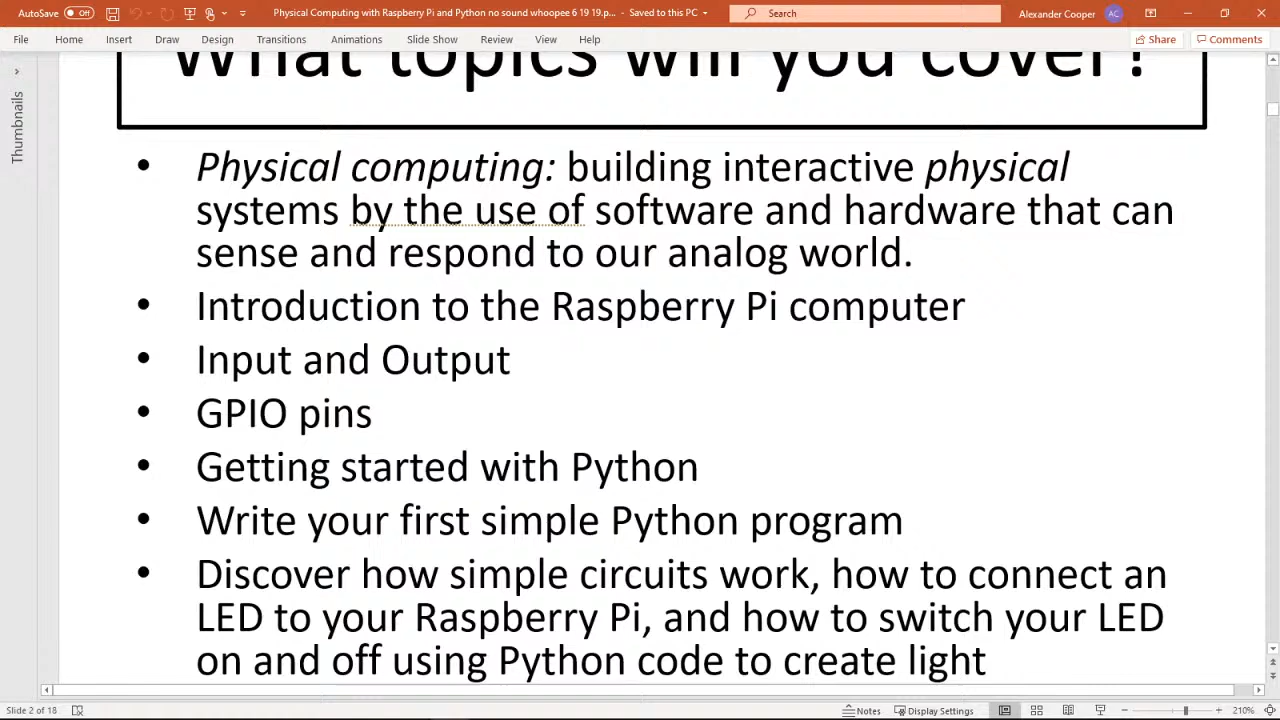 AutoSave Off Physical Computing with Raspberry Pi and Python no sound whoopee 6 19 19.p... - Saved to this PC Search Alexander Cooper AC
File Home Insert Draw Design Transitions Animations Slide Show Review View Help Share Comments
Thumbnails
What topics will you cover?
• Physical computing: building interactive physical
systems by the use of software and hardware that can
sense and respond to our analog world.
• Introduction to the Raspberry Pi computer
• Input and Output
• GPIO pins
• Getting started with Python
• Write your first simple Python program
• Discover how simple circuits work, how to connect an
LED to your Raspberry Pi, and how to switch your LED
on and off using Python code to create light
Slide 2 of 18 Notes Display Settings 210%